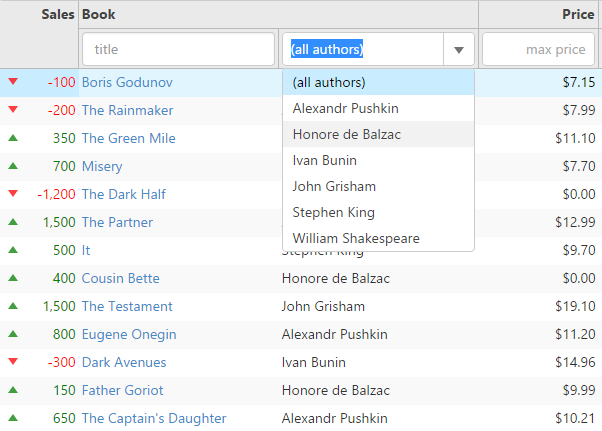 Sales Book Price
title (all authors) max price
-100 Boris Godunov (all authors) $7.15
-200 The Rainmaker Alexandr Pushkin $7.99
350 The Green Mile Honore de Balzac $11.10
700 Misery Ivan Bunin $7.70
-1,200 The Dark Half John Grisham $0.00
1,500 The Partner Stephen King $12.99
William Shakespeare
500 It Stephen King $9.70
400 Cousin Bette Honore de Balzac $0.00
1,500 The Testament John Grisham $19.10
800 Eugene Onegin Alexandr Pushkin $11.20
-300 Dark Avenues Ivan Bunin $14.96
150 Father Goriot Honore de Balzac $9.99
650 The Captain's Daughter Alexandr Pushkin $10.21